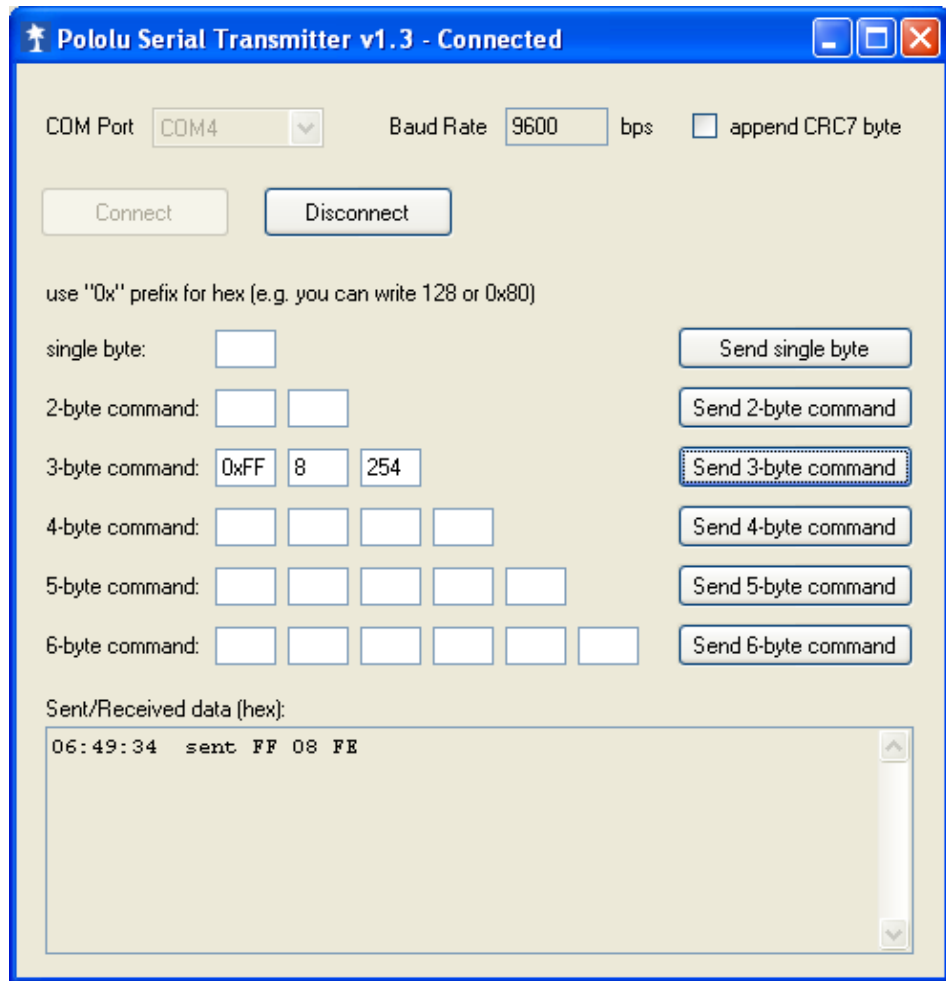 Pololu Serial Transmitter v1.3 - Connected
COM Port COM4 Baud Rate 9600 bps append CRC7 byte
Connect Disconnect
use "0x" prefix for hex (e.g. you can write 128 or 0x80)
single byte: Send single byte
2-byte command: Send 2-byte command
3-byte command: 0xFF 8 254 Send 3-byte command
4-byte command: Send 4-byte command
5-byte command: Send 5-byte command
6-byte command: Send 6-byte command
Sent/Received data (hex):
06:49:34 sent FF 08 FE